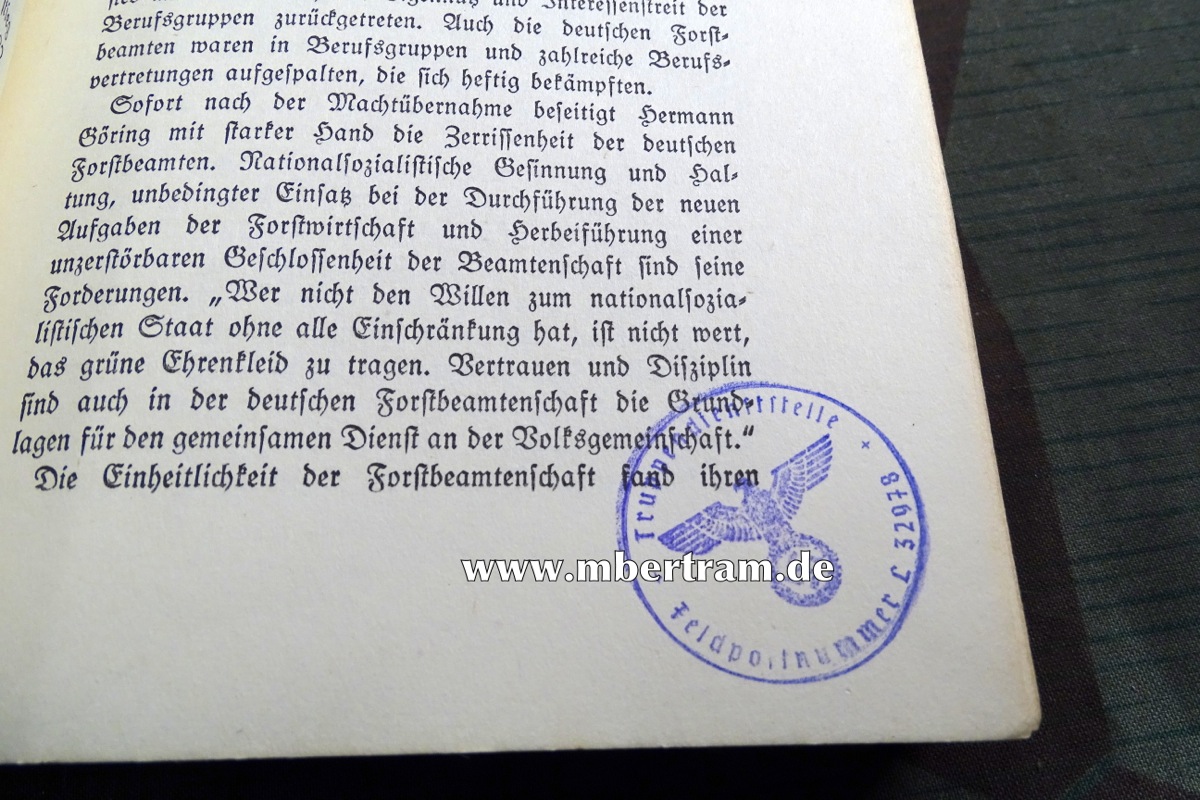 Eigennutz und Interessenstreit der
Berufsgruppen zurückgetreten. Auch die deutschen Forst-
beamten waren in Berufsgruppen und zahlreiche Berufs-
vertretungen aufgespalten, die sich heftig bekämpften.
Sofort nach der Machtübernahme beseitigt Hermann
Göring mit starker Hand die Zerrissenheit der deutschen
Forstbeamten. Nationalsozialistische Gesinnung und Hal-
tung, unbedingter Einsatz bei der Durchführung der neuen
Aufgaben der Forstwirtschaft und Herbeiführung einer
unzerstörbaren Geschlossenheit der Beamtenschaft sind seine
Forderungen. „Wer nicht den Willen zum nationalsozia-
listischen Staat ohne alle Einschränkung hat, ist nicht wert,
das grüne Ehrenkleid zu tragen. Vertrauen und Disziplin
sind auch in der deutschen Forstbeamtenschaft die Grund-
lagen für den gemeinsamen Dienst an der Volksgemeinschaft.“
Die Einheitlichkeit der Forstbeamtenschaft fand ihren
Truppendienststelle
Feldpostnummer L 32978
www.mbertram.de